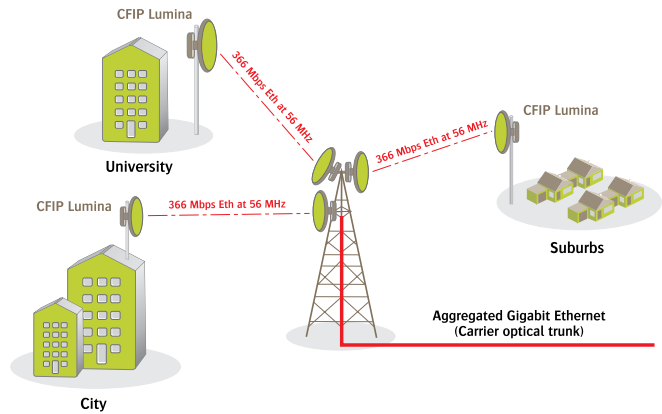 CFIP Lumina
366 Mbps Eth at 56 MHz
University
CFIP Lumina
366 Mbps Eth at 56 MHz
CFIP Lumina
366 Mbps Eth at 56 MHz
Suburbs
Aggregated Gigabit Ethernet
(Carrier optical trunk)
City